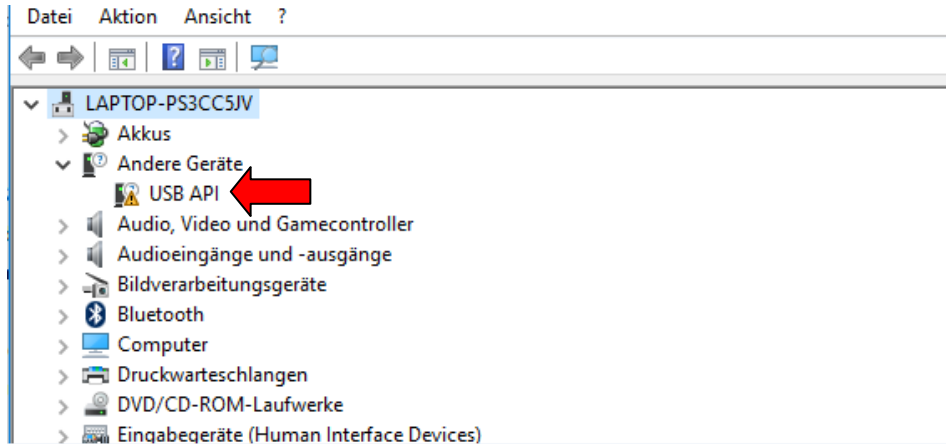 Datei Aktion Ansicht ?
LAPTOP-PS3CC5JV
Akkus
Andere Geräte
USB API
Audio, Video und Gamecontroller
Audioeingänge und -ausgänge
Bildverarbeitungsgeräte
Bluetooth
Computer
Druckwarteschlangen
DVD/CD-ROM-Laufwerke
Eingabegeräte (Human Interface Devices)